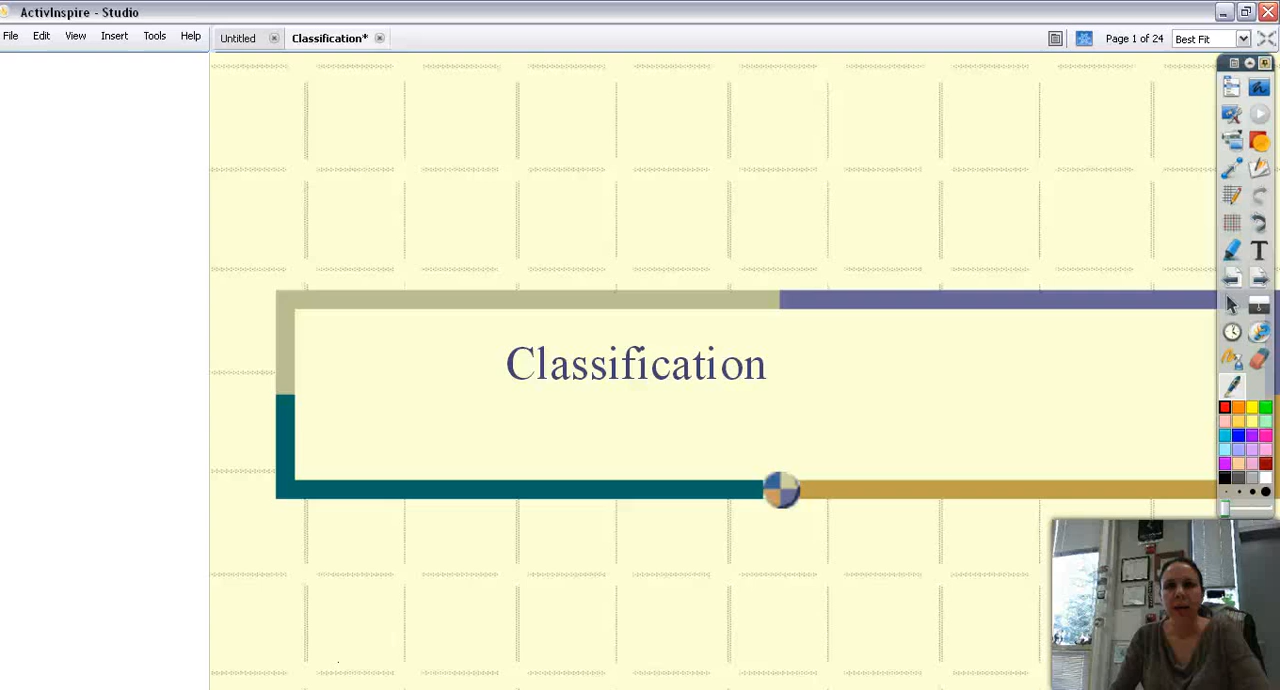 ActivInspire - Studio
File Edit View Insert Tools Help
Untitled Classification*
Page 1 of 24 Best Fit
Classification
T